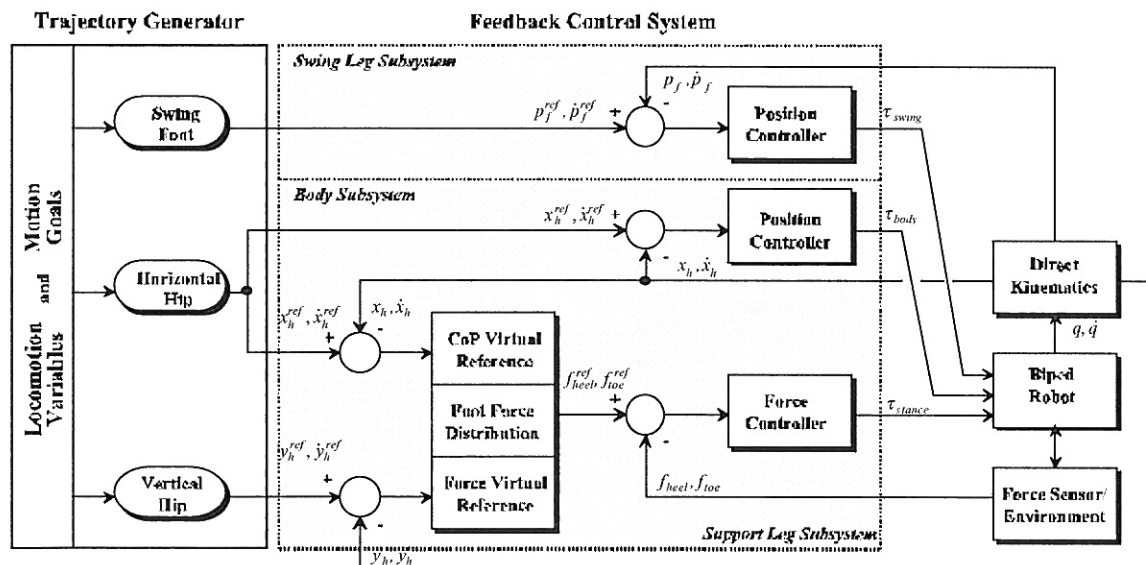 Trajectory Generator
Feedback Control System
Locomotion and Motion
Variables Goals
Swing
Foot
Horizontal
Hip
Vertical
Hip
Swing Leg Subsystem
p_f, ṗ_f
p_f^ref, ṗ_f^ref
+
-
Position
Controller
τ_swing
Body Subsystem
x_h^ref, ẋ_h^ref
+
-
Position
Controller
τ_body
x_h, ẋ_h
x_h^ref, ẋ_h^ref
x_h, ẋ_h
+
-
CoP Virtual
Reference
Foot Force
Distribution
Force Virtual
Reference
f_heel^ref, f_toe^ref
+
-
Force
Controller
τ_stance
y_h^ref, ẏ_h^ref
+
-
y_h, y_h
f_heel, f_toe
Support Leg Subsystem
Direct
Kinematics
q, q̇
Biped
Robot
Force Sensor/
Environment